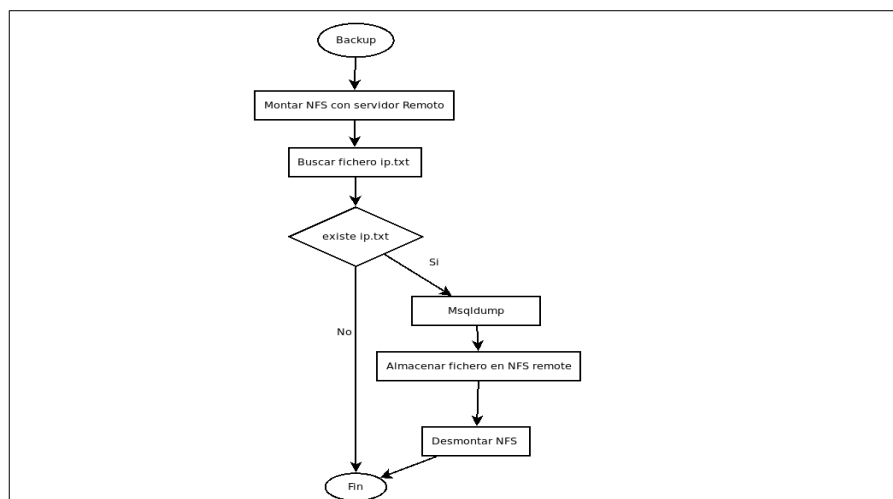 Backup
Montar NFS con servidor Remoto
Buscar fichero ip.txt
existe ip.txt
Si
Msqldump
No
Almacenar fichero en NFS remote
Desmontar NFS
Fin